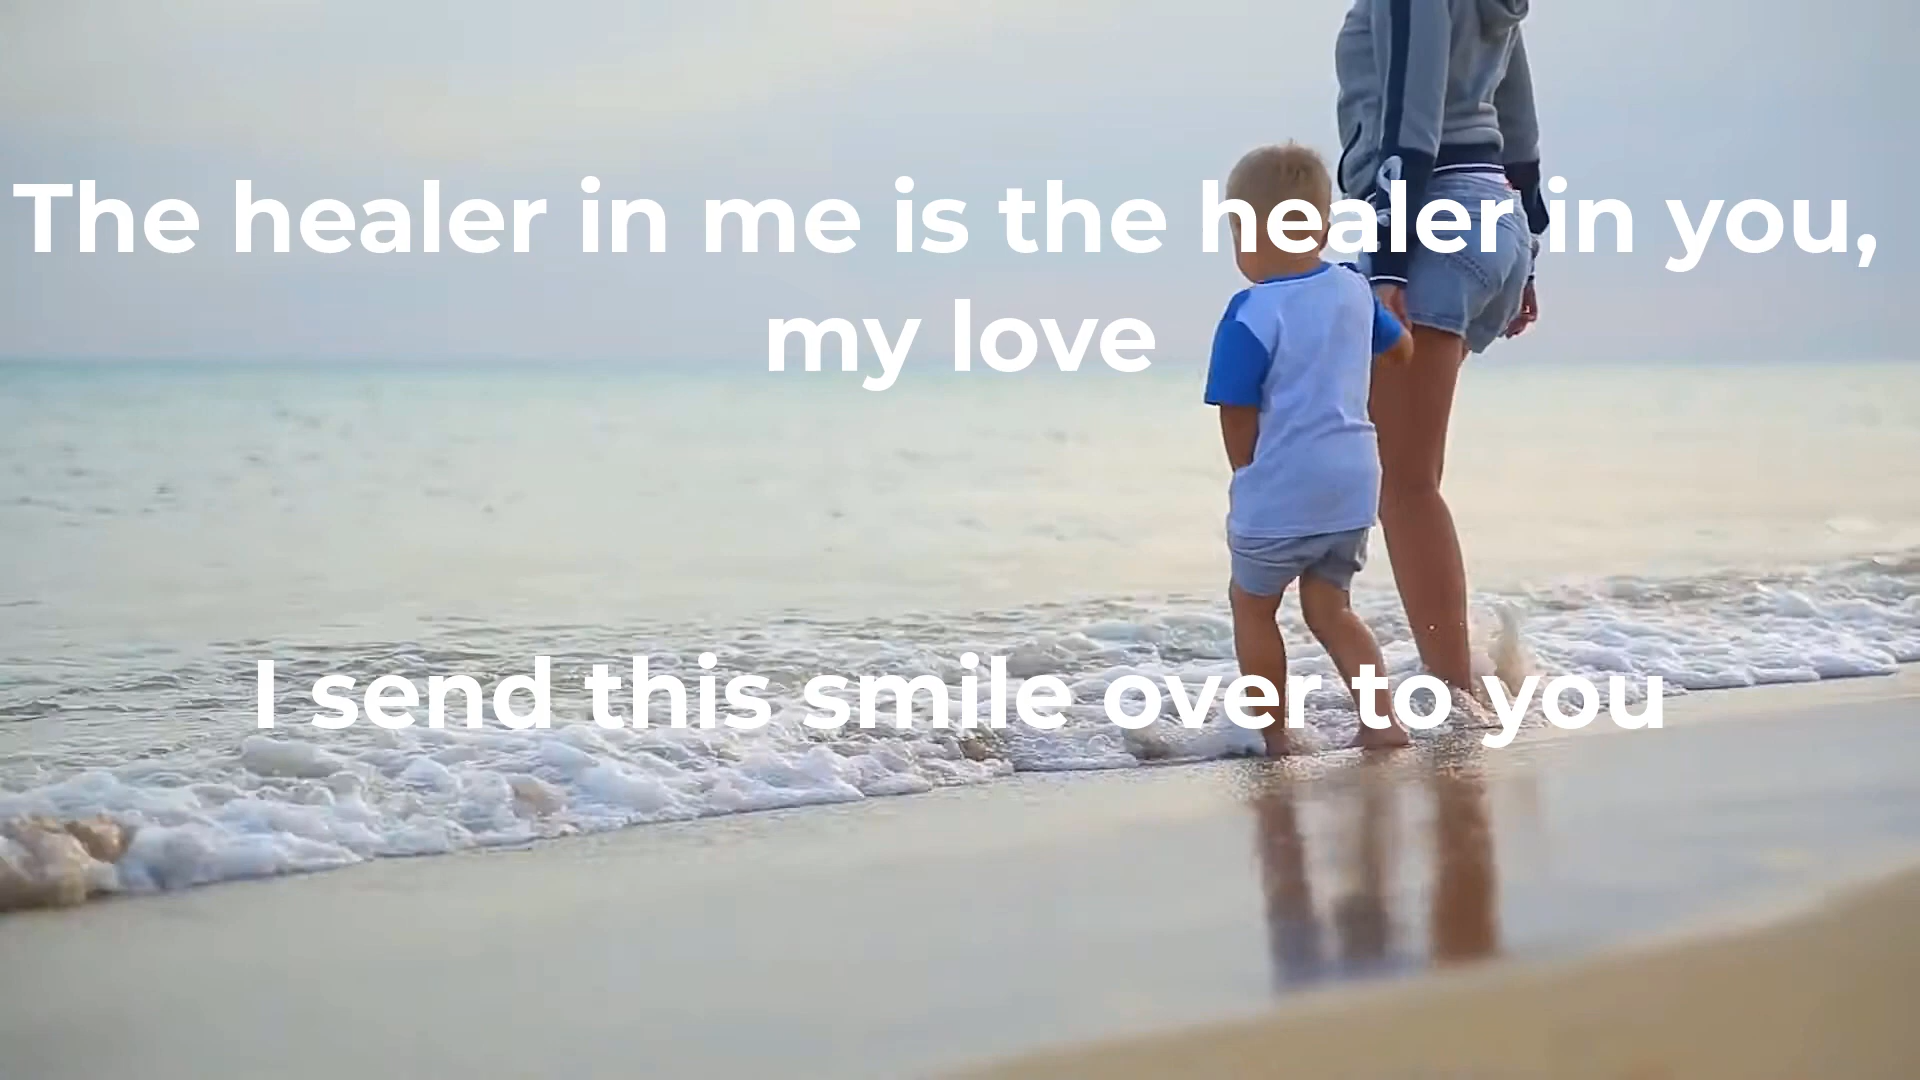 The healer in me is the healer in you,
my love
I send this smile over to you